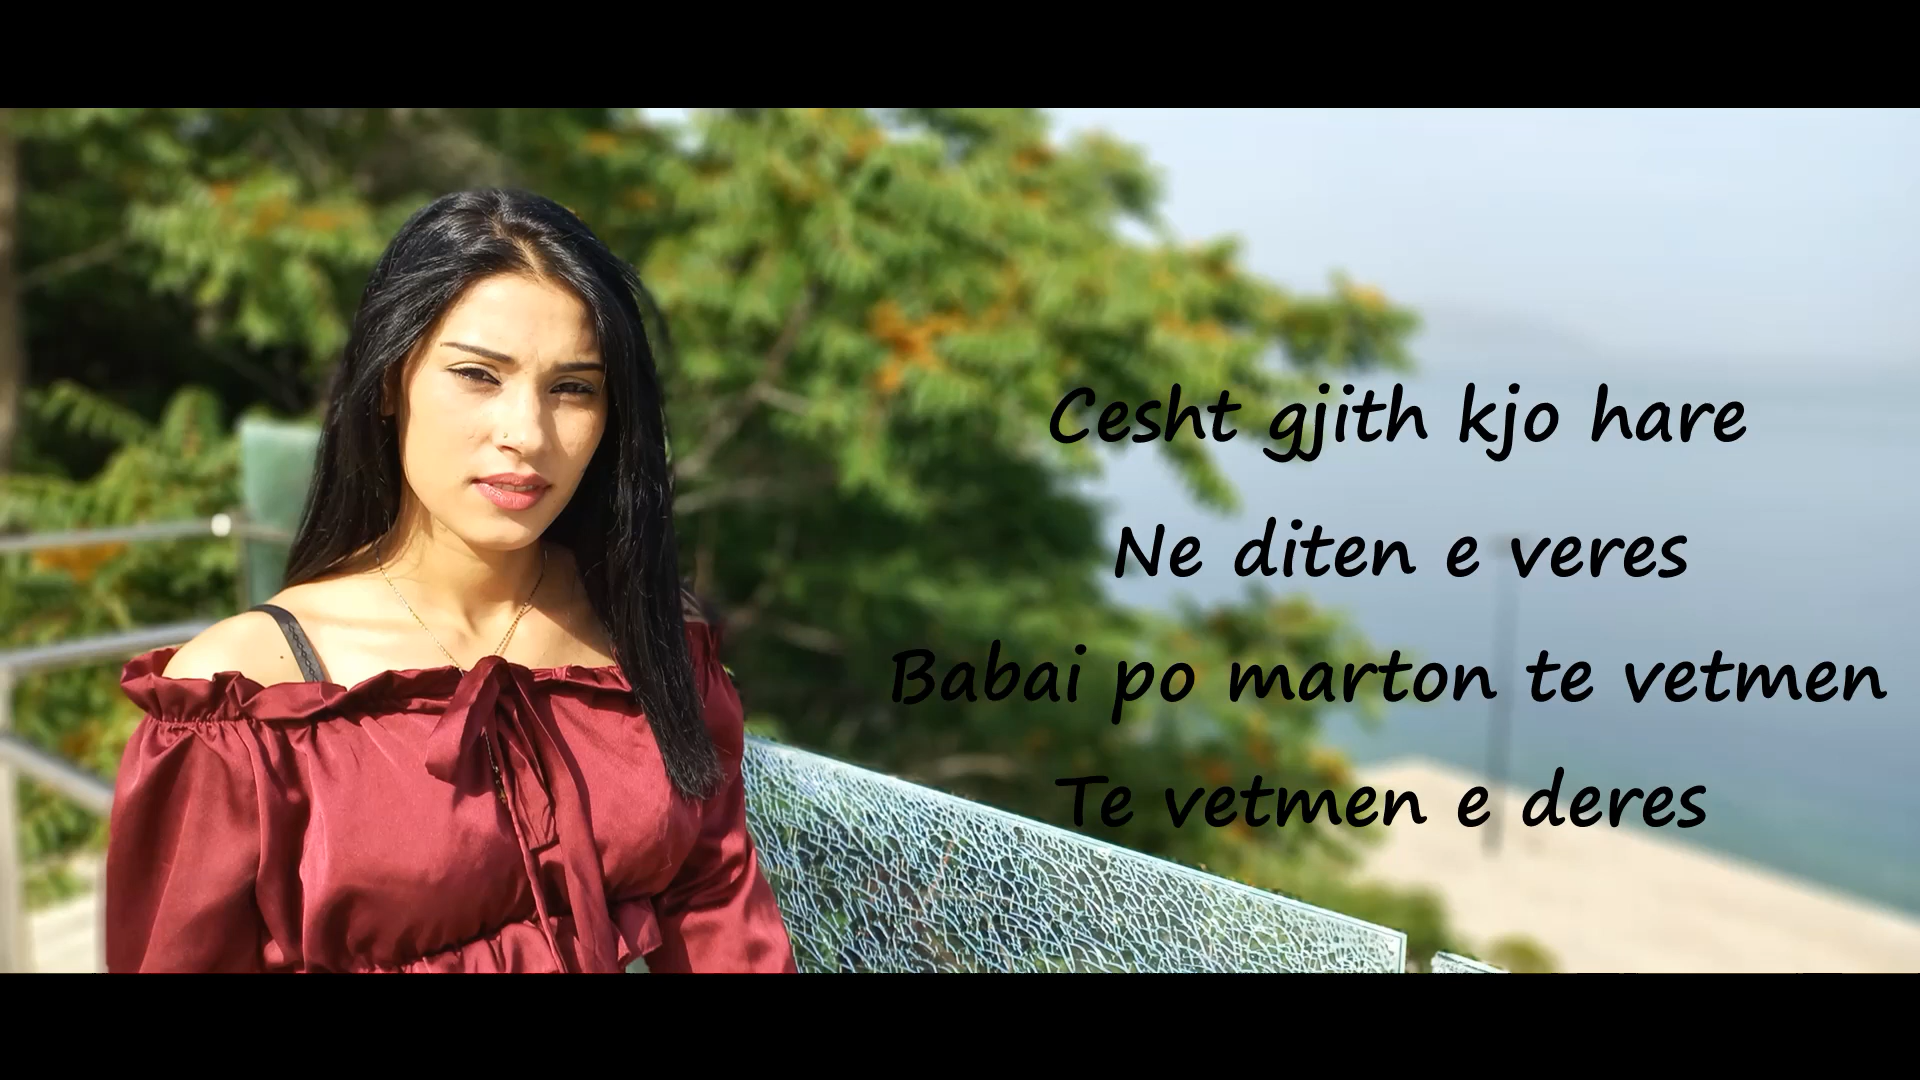 Cesht gjith kjo hare
Ne diten e veres
Babai po marton te vetmen
Te vetmen e deres